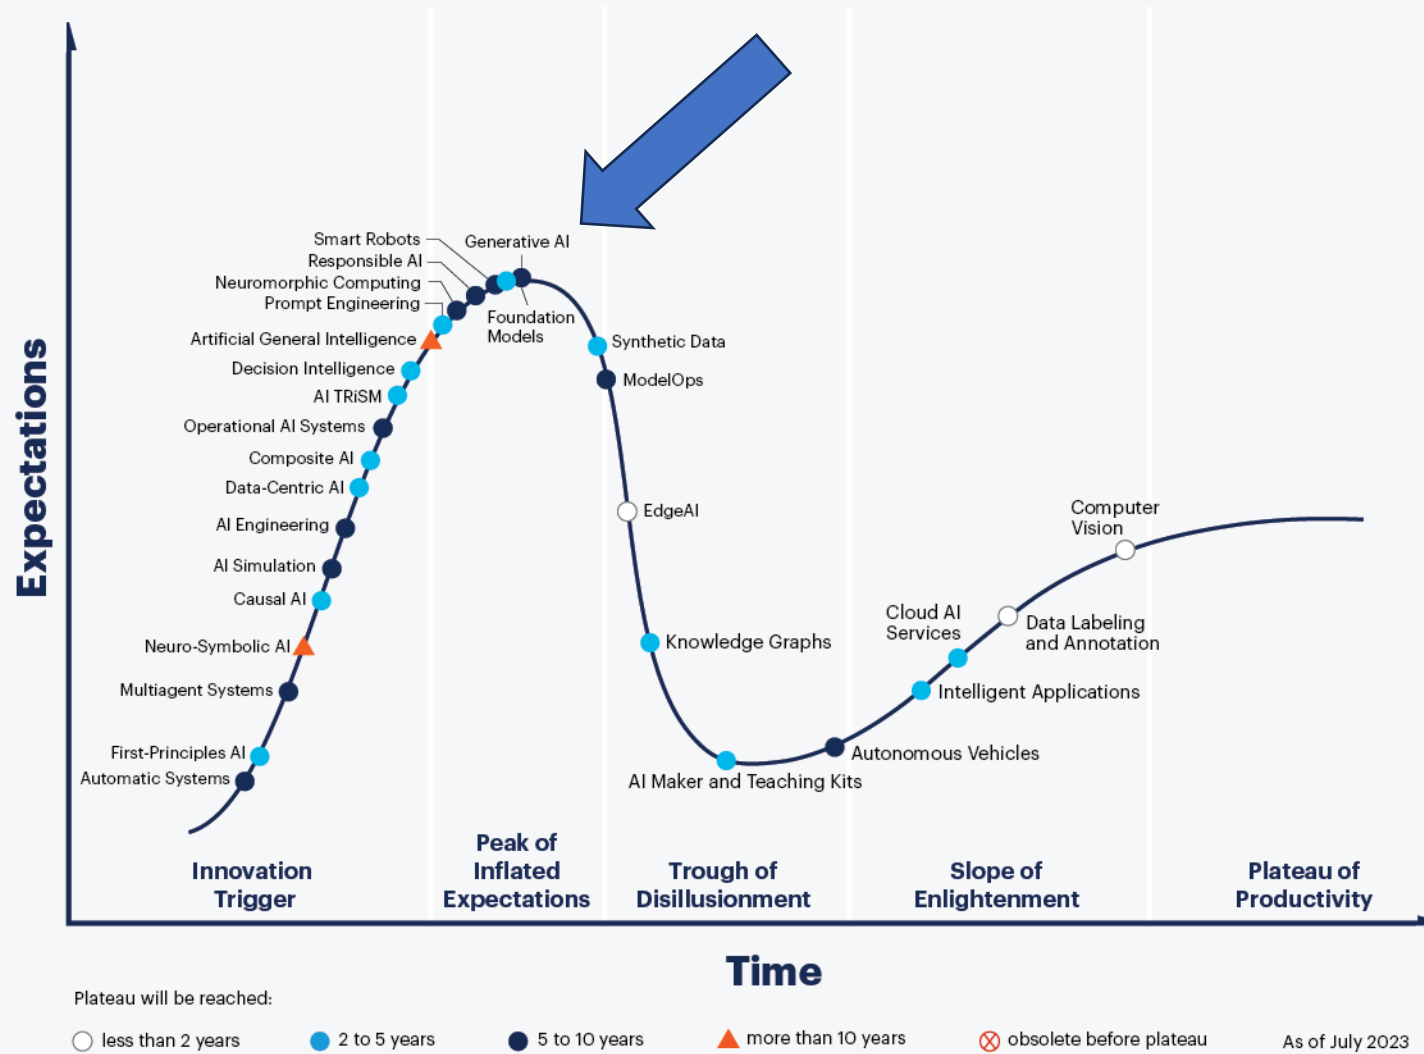 Expectations
Smart Robots
Generative AI
Responsible AI
Neuromorphic Computing
Prompt Engineering
Foundation
Models
Artificial General Intelligence
Synthetic Data
Decision Intelligence
ModelOps
AI TRiSM
Operational AI Systems
Composite AI
Data-Centric AI
EdgeAI
AI Engineering
AI Simulation
Causal AI
Neuro-Symbolic AI
Knowledge Graphs
Multiagent Systems
First-Principles AI
Automatic Systems
AI Maker and Teaching Kits
Autonomous Vehicles
Intelligent Applications
Cloud AI
Services
Data Labeling
and Annotation
Computer
Vision
Innovation
Trigger
Peak of
Inflated
Expectations
Trough of
Disillusionment
Slope of
Enlightenment
Plateau of
Productivity
Time
Plateau will be reached:
less than 2 years
2 to 5 years
5 to 10 years
more than 10 years
obsolete before plateau
As of July 2023